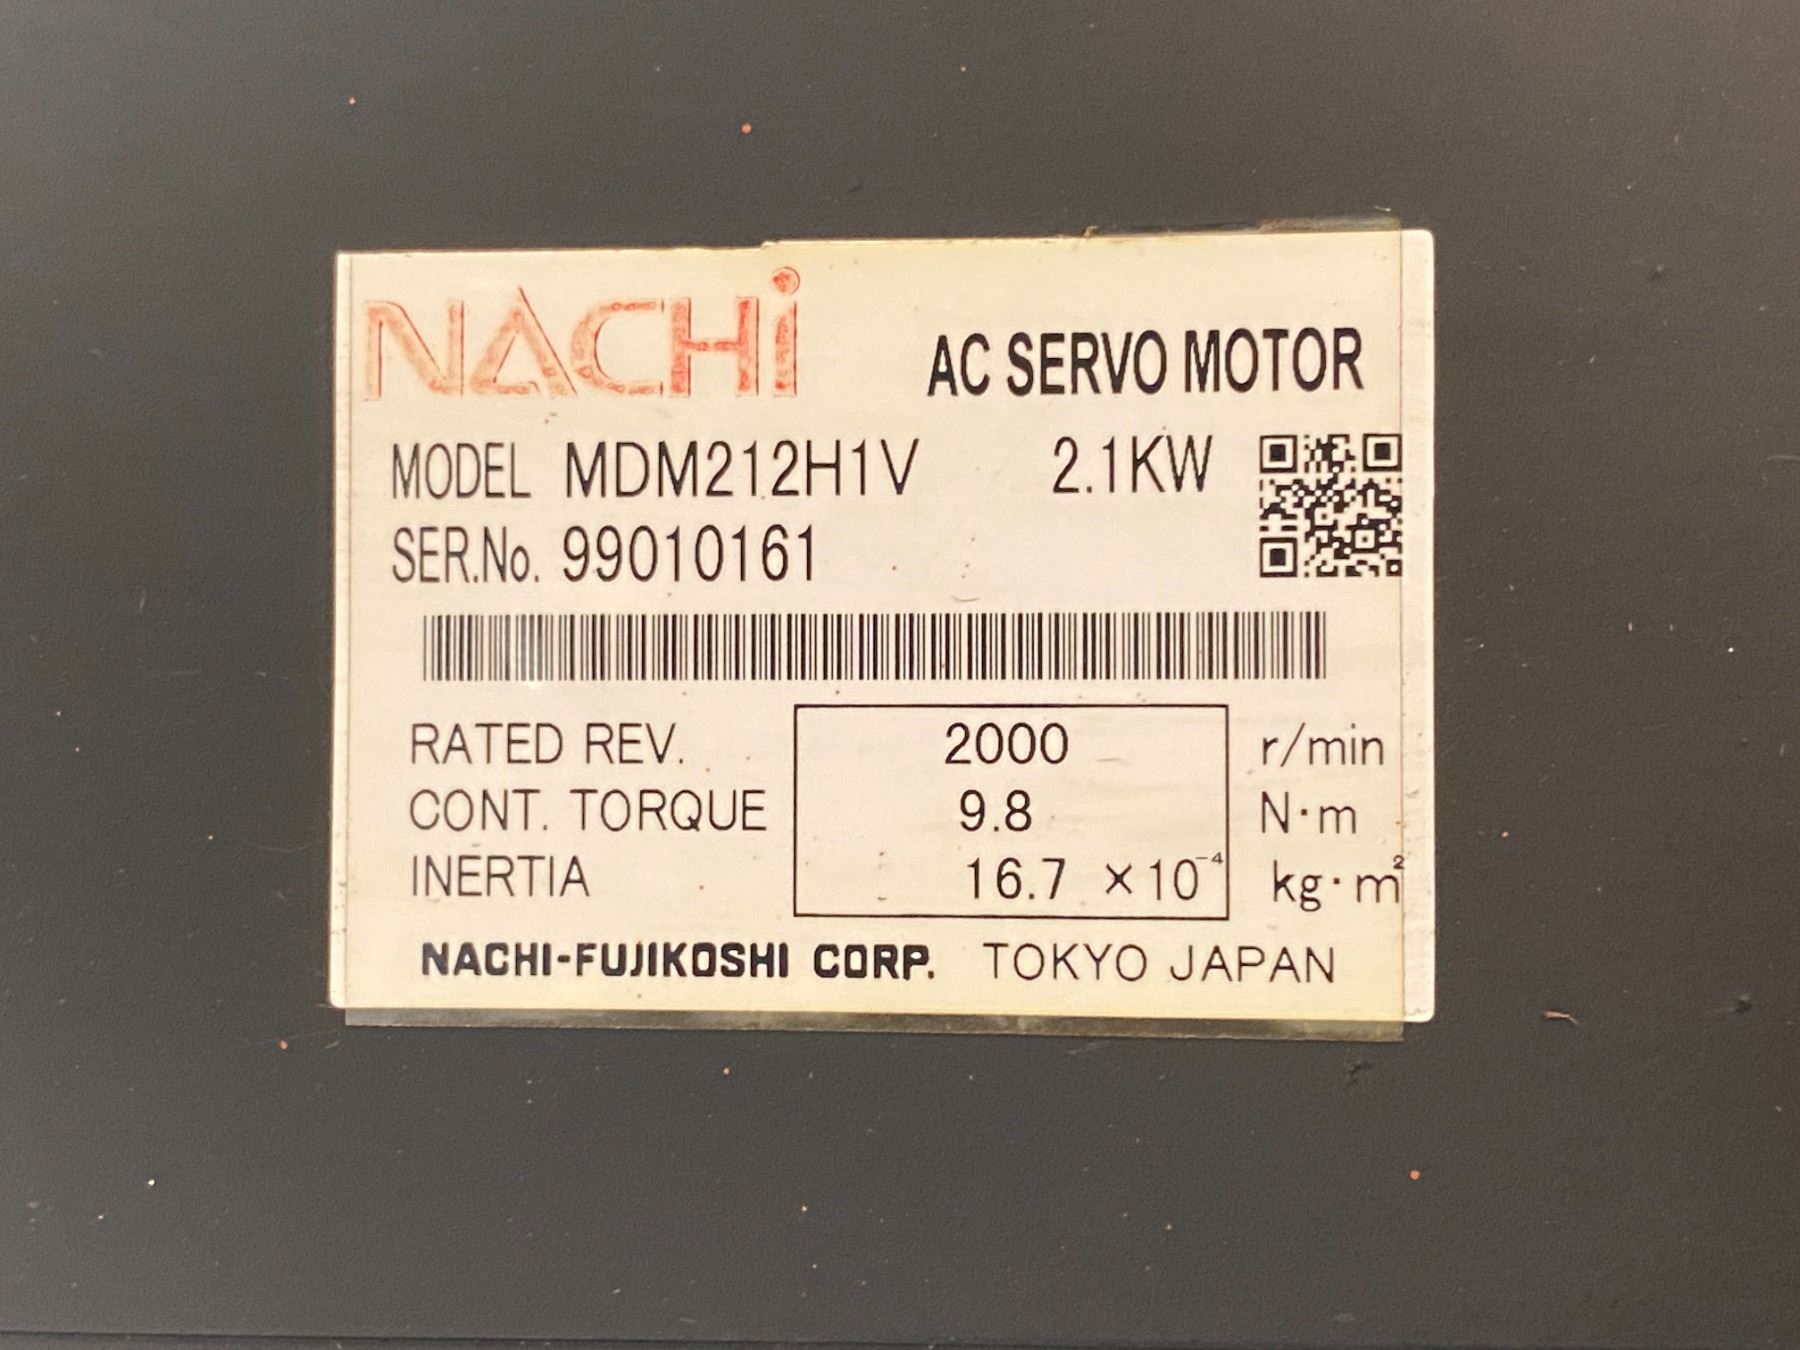 NACHi
AC SERVO MOTOR
MODEL MDM212H1V 2.1KW
SER.No. 99010161
RATED REV. 2000 r/min
CONT. TORQUE 9.8 N·m
INERTIA 16.7 ×10⁻⁴ kg·m²
NACHI-FUJIKOSHI CORP. TOKYO JAPAN